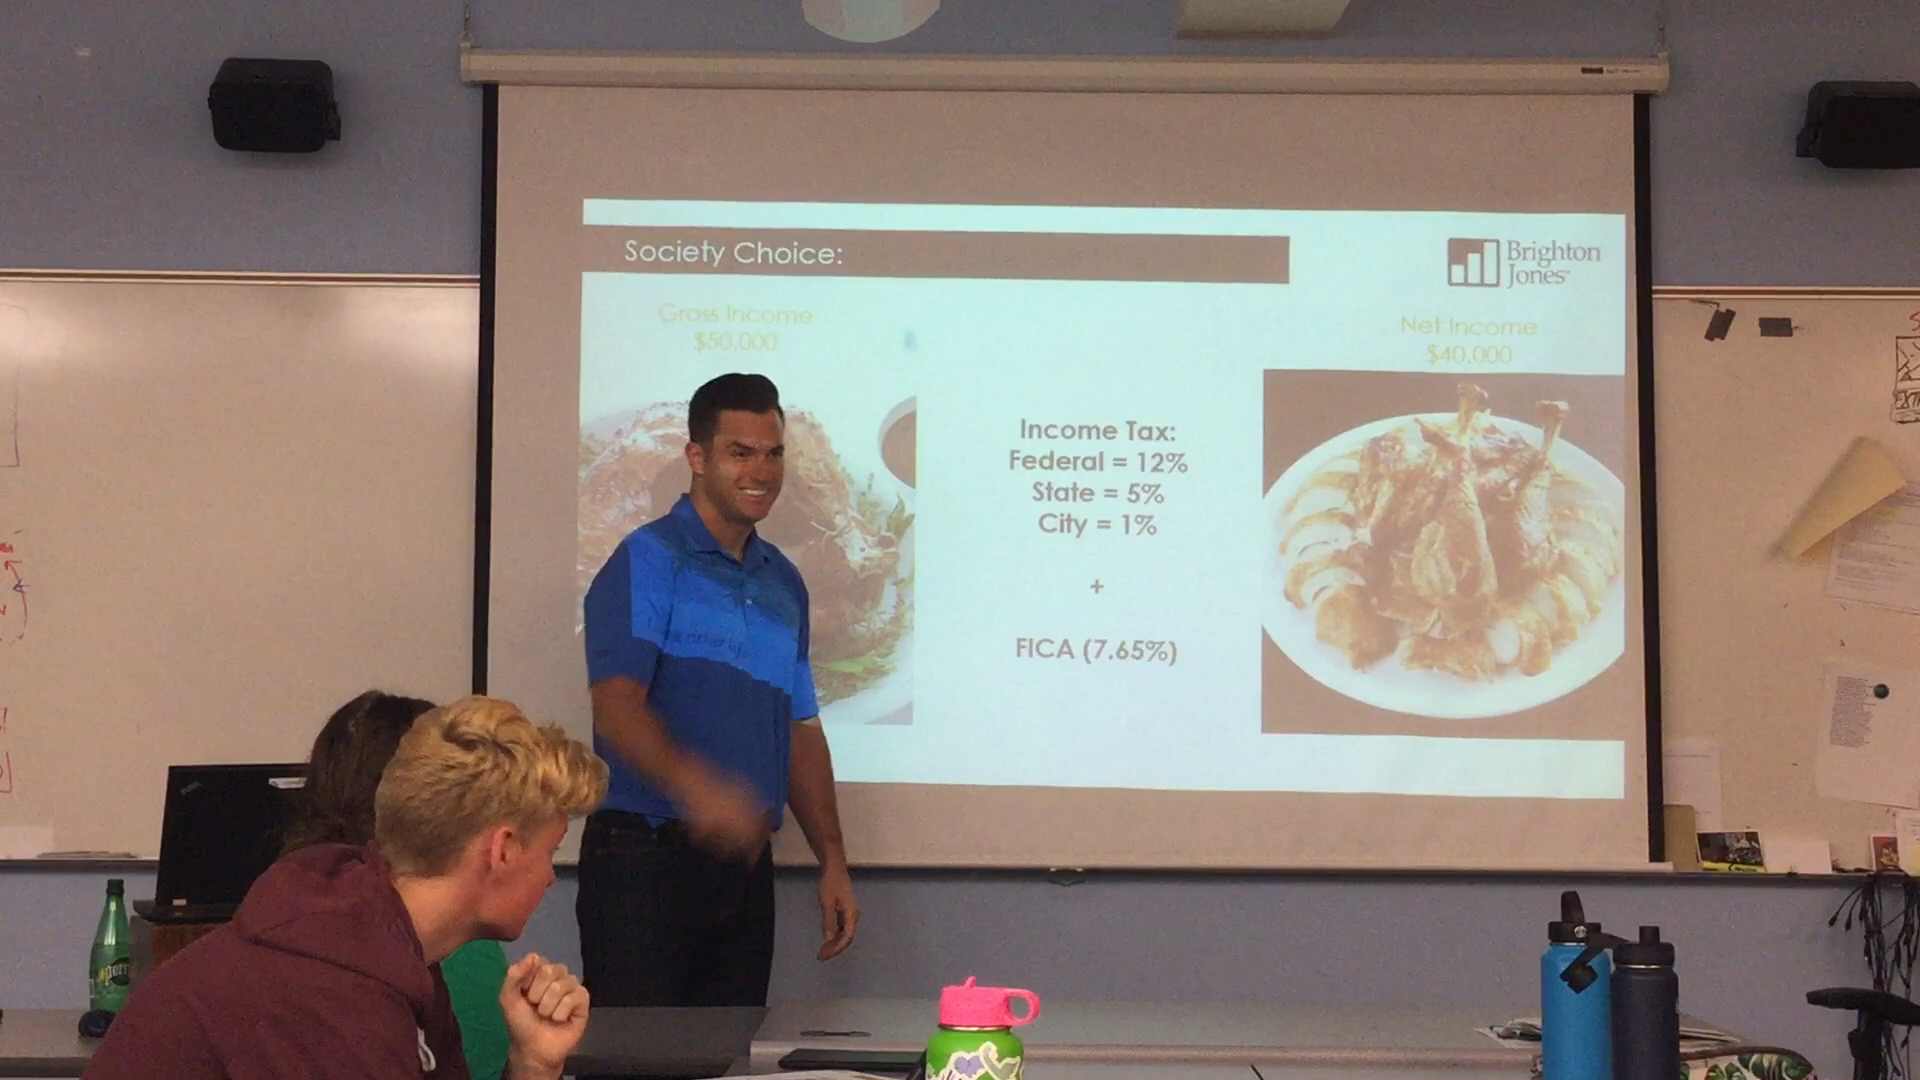 Society Choice:
Brighton
Jones
Gross Income
$50,000
Net Income
$40,000
Income Tax:
Federal = 12%
State = 5%
City = 1%
+
FICA (7.65%)
perrier